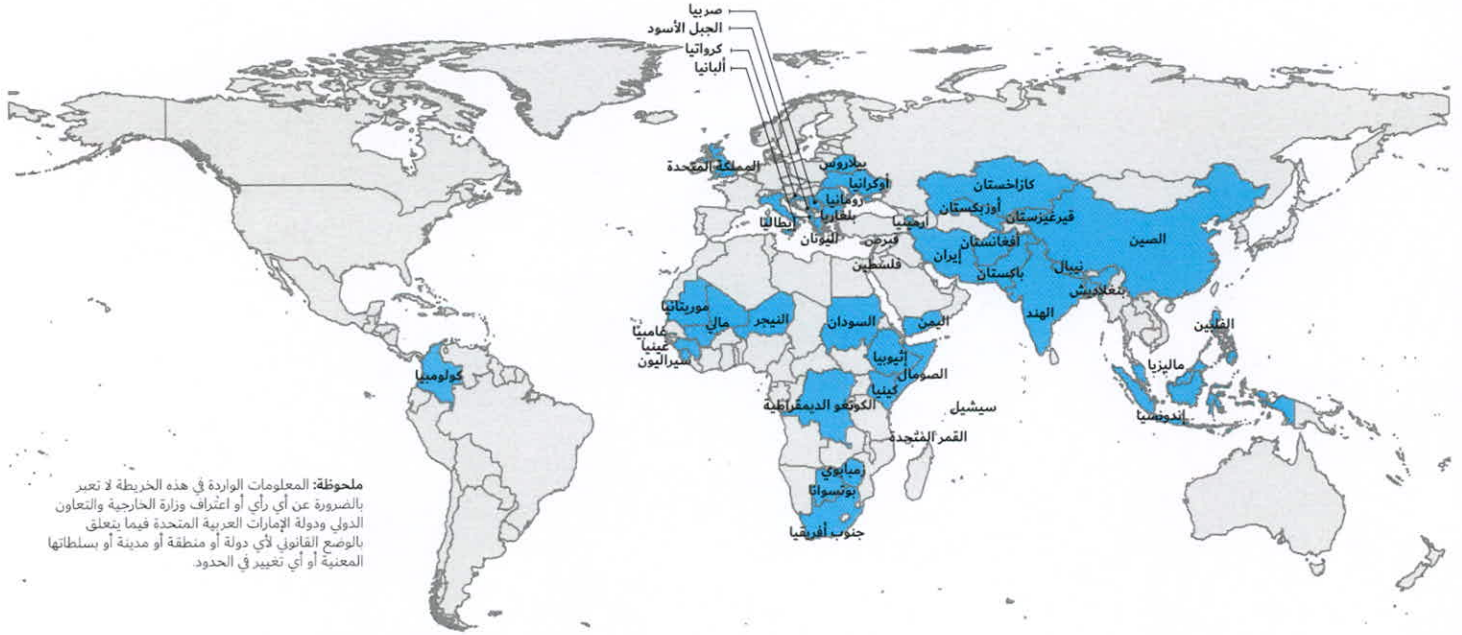 صربيا
الجبل الأسود
كرواتيا
ألبانيا
المملكة المتحدة
بيلاروس
أوكرانيا
رومانيا
بلغاريا
إيطاليا
اليونان
قبرص
فلسطين
أرمينيا
كازاخستان
أوزبكستان
قيرغيزستان
أفغانستان
إيران
باكستان
الصين
نيبال
بنغلاديش
الهند
الفلبين
ماليزيا
إندونسيا
موريتانيا
مالي
النيجر
السودان
اليمن
غامبيا
غينيا
سيراليون
إثيوبيا
الصومال
كينيا
الكونغو الديمقراطية
سيشيل
القمر المتحدة
زمبابوي
بوتسوانا
جنوب أفريقيا
كولومبيا
ملحوظة: المعلومات الواردة في هذه الخريطة لا تعبر
بالضرورة عن أي رأي أو اعتراف وزارة الخارجية والتعاون
الدولي ودولة الإمارات العربية المتحدة فيما يتعلق
بالوضع القانوني لأي دولة أو منطقة أو مدينة أو بسلطاتها
المعنية أو أي تغيير في الحدود.